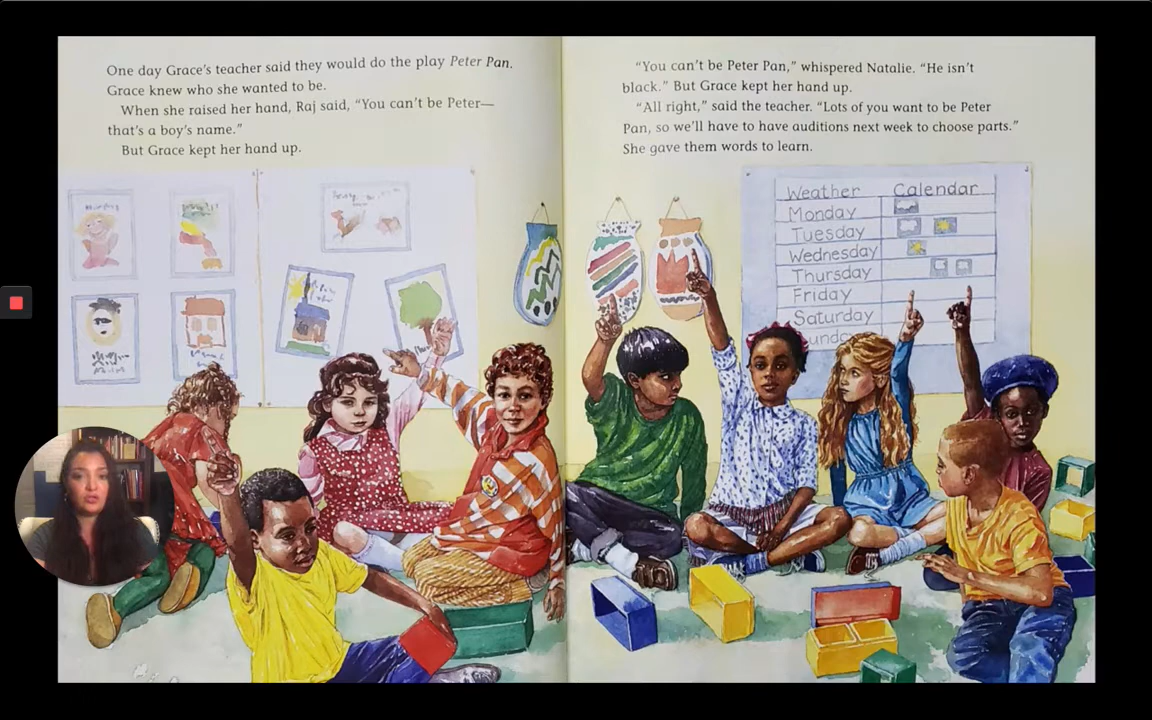 One day Grace's teacher said they would do the play Peter Pan.
Grace knew who she wanted to be.
When she raised her hand, Raj said, “You can't be Peter—
that's a boy's name.”
But Grace kept her hand up.
“You can't be Peter Pan,” whispered Natalie. “He isn't
black.” But Grace kept her hand up.
“All right,” said the teacher. “Lots of you want to be Peter
Pan, so we'll have to have auditions next week to choose parts.”
She gave them words to learn.
Weather Calendar
Monday
Tuesday
Wednesday
Thursday
Friday
Saturday